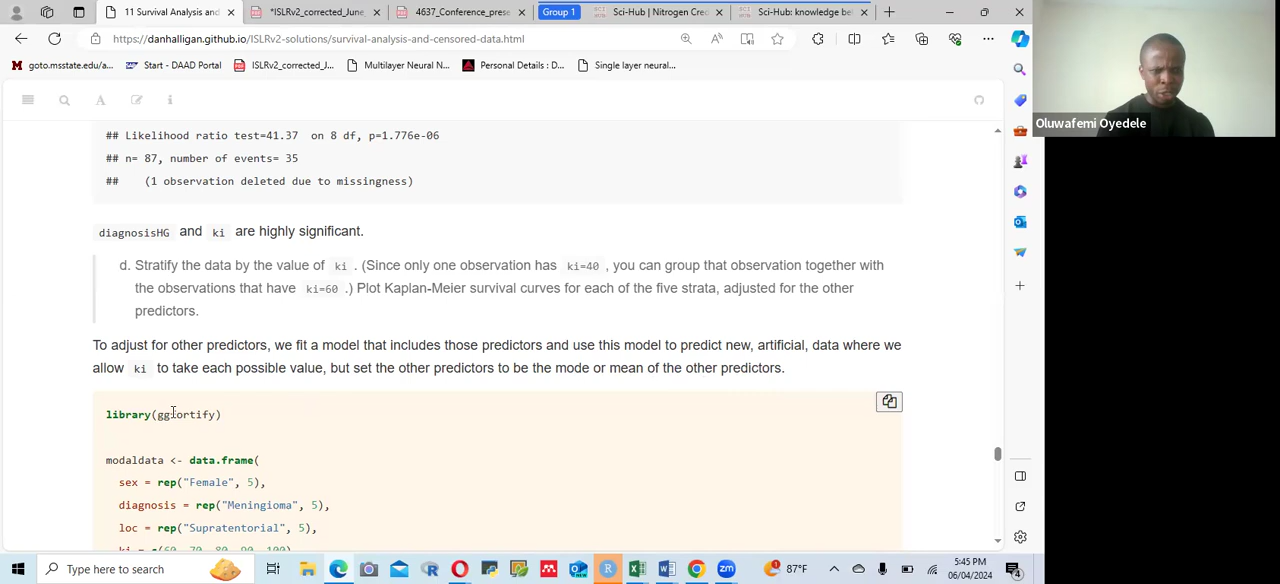 11 Survival Analysis and
*ISLRv2_corrected_June_
4637_Conference_prese
Group 1
Sci-Hub | Nitrogen Creo
Sci-Hub: knowledge be
https://danhalligan.github.io/ISLRv2-solutions/survival-analysis-and-censored-data.html
goto.msstate.edu/a...
Start - DAAD Portal
ISLRv2_corrected_J...
Multilayer Neural N...
Personal Details : D...
Single layer neural...
Oluwafemi Oyedele
## Likelihood ratio test=41.37 on 8 df, p=1.776e-06
## n= 87, number of events= 35
## (1 observation deleted due to missingness)
diagnosisHG and ki are highly significant.
d. Stratify the data by the value of ki . (Since only one observation has ki=40 , you can group that observation together with
the observations that have ki=60 .) Plot Kaplan-Meier survival curves for each of the five strata, adjusted for the other
predictors.
To adjust for other predictors, we fit a model that includes those predictors and use this model to predict new, artificial, data where we
allow ki to take each possible value, but set the other predictors to be the mode or mean of the other predictors.
library(ggfortify)
modaldata <- data.frame(
sex = rep("Female", 5),
diagnosis = rep("Meningioma", 5),
loc = rep("Supratentorial", 5),
ki = c(60, 70, 80, 90, 100)
Type here to search
87°F
5:45 PM
06/04/2024